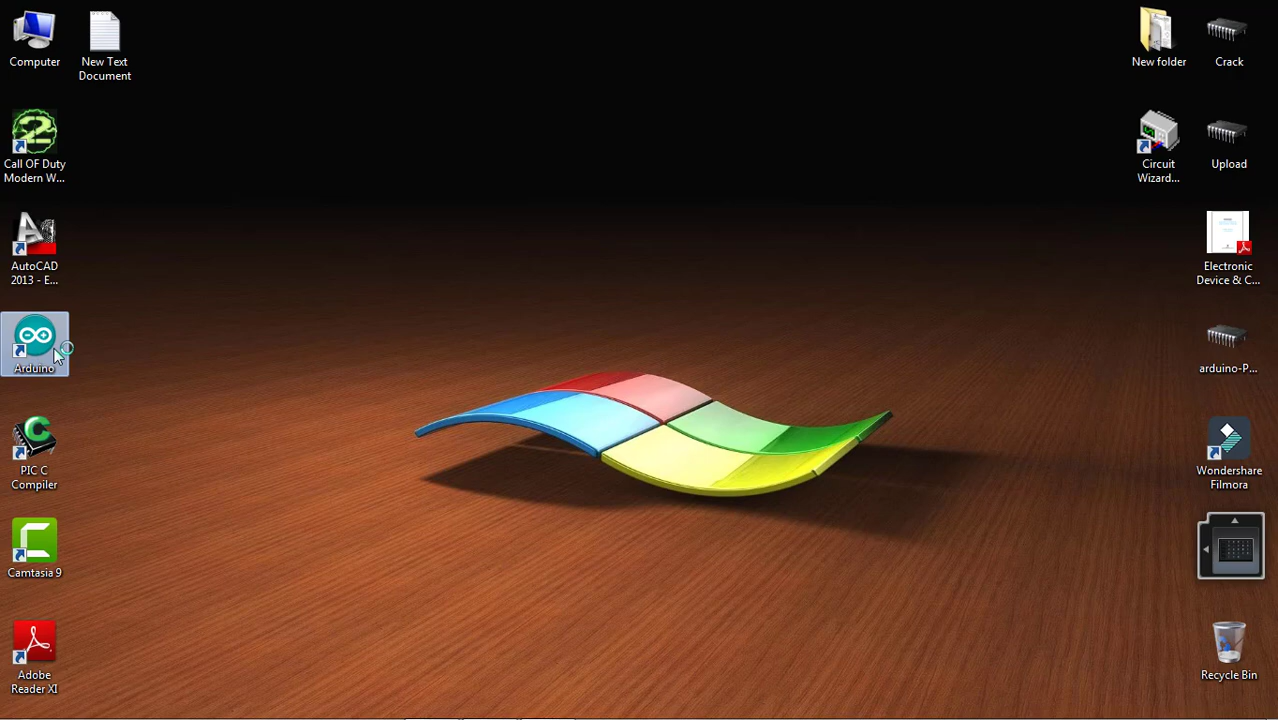 Computer
New Text
Document
New folder
Crack
Call OF Duty
Modern W...
Circuit
Wizard...
Upload
AutoCAD
2013 - E...
Electronic
Device & C...
Arduino
arduino-P...
PIC C
Compiler
Wondershare
Filmora
Camtasia 9
Adobe
Reader XI
Recycle Bin